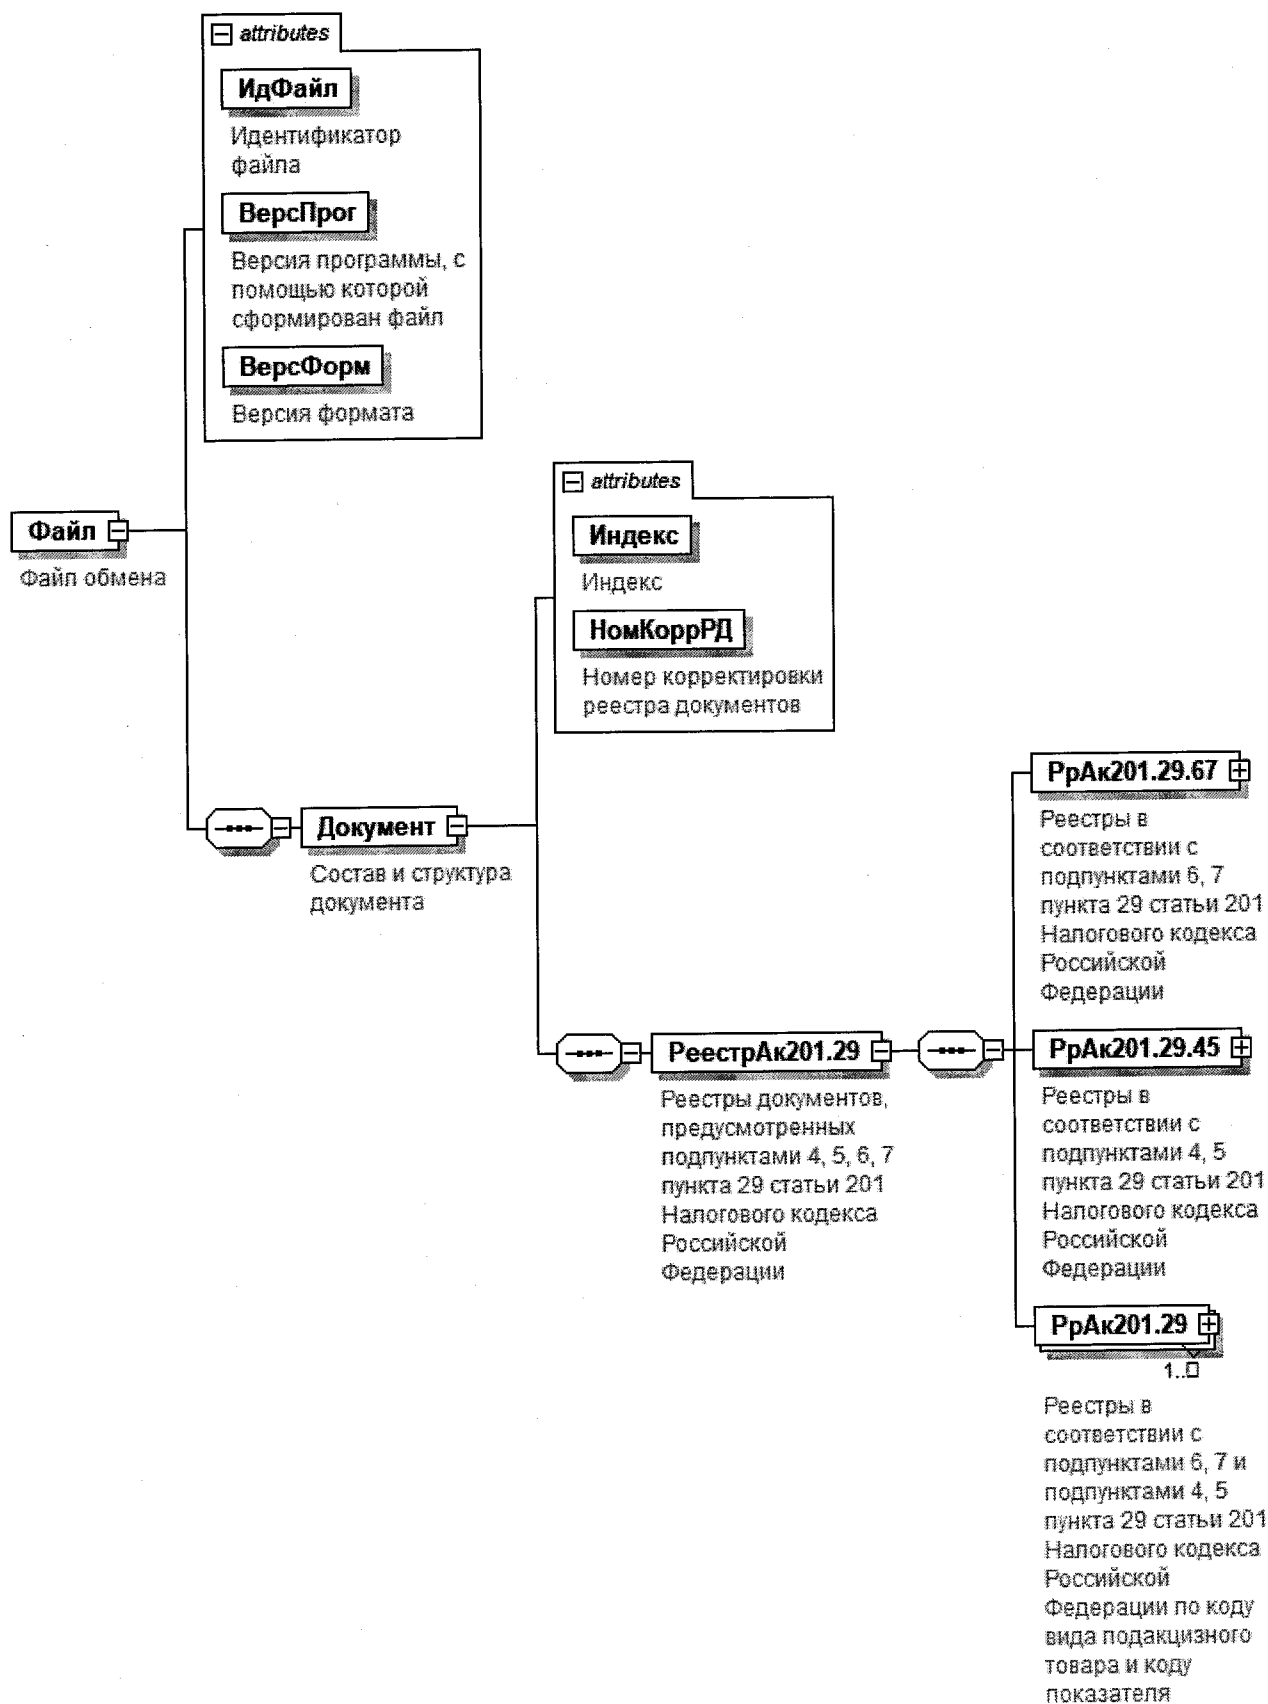 attributes
ИдФайл
Идентификатор
файла
ВерсПрог
Версия программы, с
помощью которой
сформирован файл
ВерсФорм
Версия формата
Файл
Файл обмена
attributes
Индекс
Индекс
НомКоррРД
Номер корректировки
реестра документов
Документ
Состав и структура
документа
РеестрАк201.29
Реестры документов,
предусмотренных
подпунктами 4, 5, 6, 7
пункта 29 статьи 201
Налогового кодекса
Российской
Федерации
РрАк201.29.67
Реестры в
соответствии с
подпунктами 6, 7
пункта 29 статьи 201
Налогового кодекса
Российской
Федерации
РрАк201.29.45
Реестры в
соответствии с
подпунктами 4, 5
пункта 29 статьи 201
Налогового кодекса
Российской
Федерации
РрАк201.29
1..□
Реестры в
соответствии с
подпунктами 6, 7 и
подпунктами 4, 5
пункта 29 статьи 201
Налогового кодекса
Российской
Федерации по коду
вида подакцизного
товара и коду
показателя